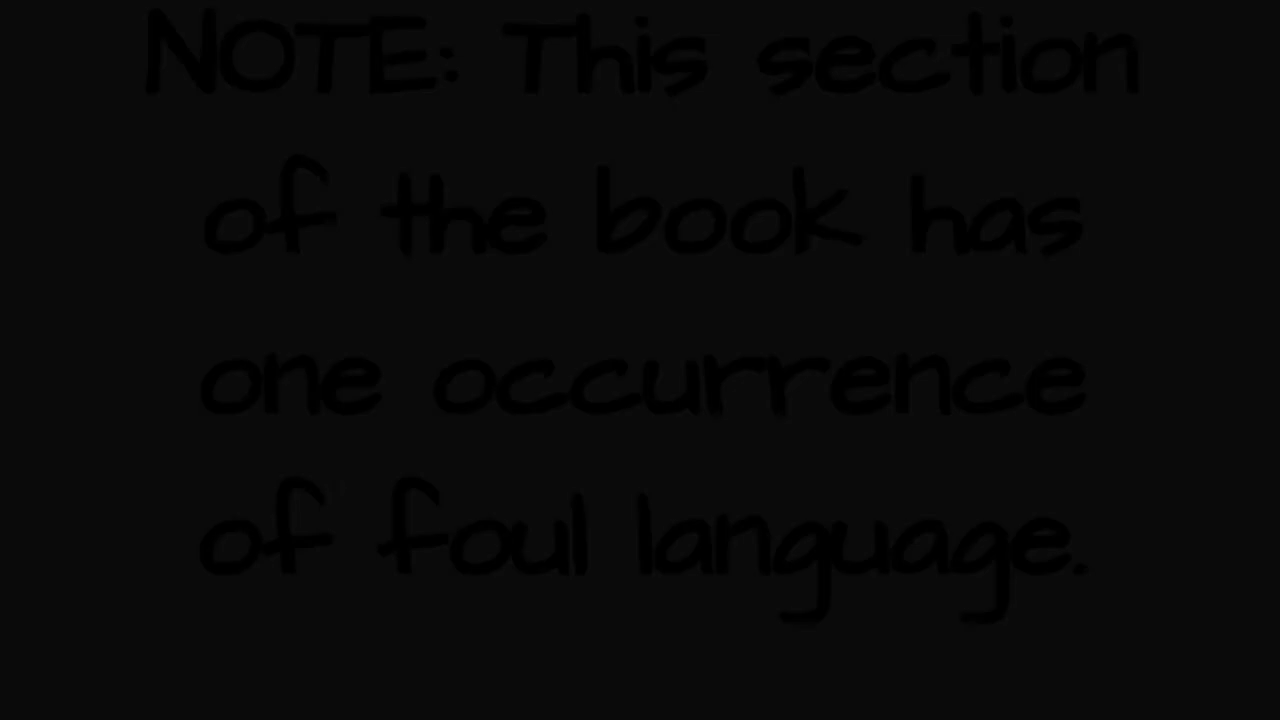 NOTE: This section
of the book has
one occurrence
of foul language.